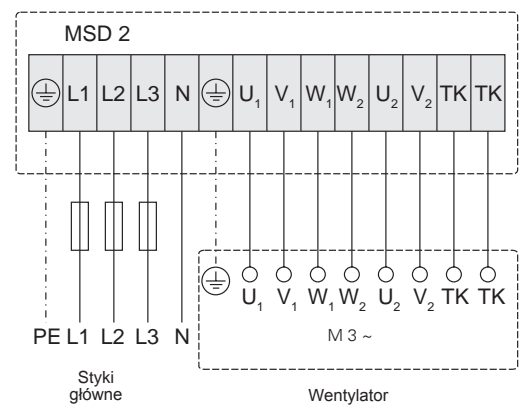 MSD 2
L1 L2 L3 N U1 V1 W1 W2 U2 V2 TK TK
U1 V1 W1 W2 U2 V2 TK TK
PE L1 L2 L3 N
M 3 ~
Styki
główne
Wentylator